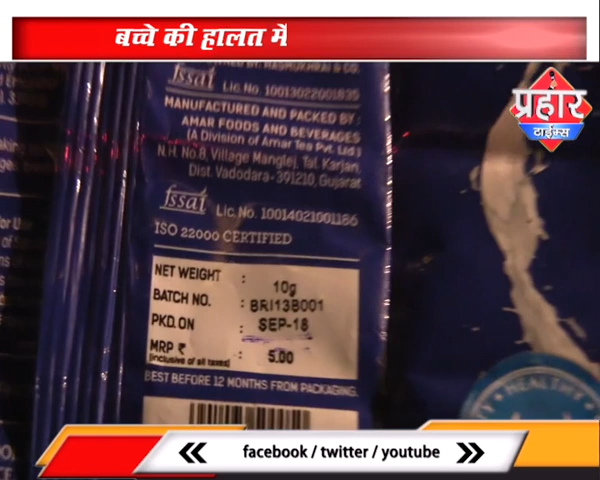 बच्चे की हालत में
प्रहार
टाईम्स
fssai Lic. No. 10013022001835
MANUFACTURED AND PACKED BY:
AMAR FOODS AND BEVERAGES
(A Division of Amar Tea Pvt. Ltd.)
N.H. No.8, Village Manglej, Tal. Karjan,
Dist. Vadodara-391210, Gujarat
fssai Lic. No. 10014021001186
ISO 22000 CERTIFIED
NET WEIGHT : 10g
BATCH NO. : BRI13B001
PKD. ON : SEP-18
MRP ₹ : 5.00
(inclusive of all taxes)
BEST BEFORE 12 MONTHS FROM PACKAGING.
HEALTHY
facebook / twitter / youtube